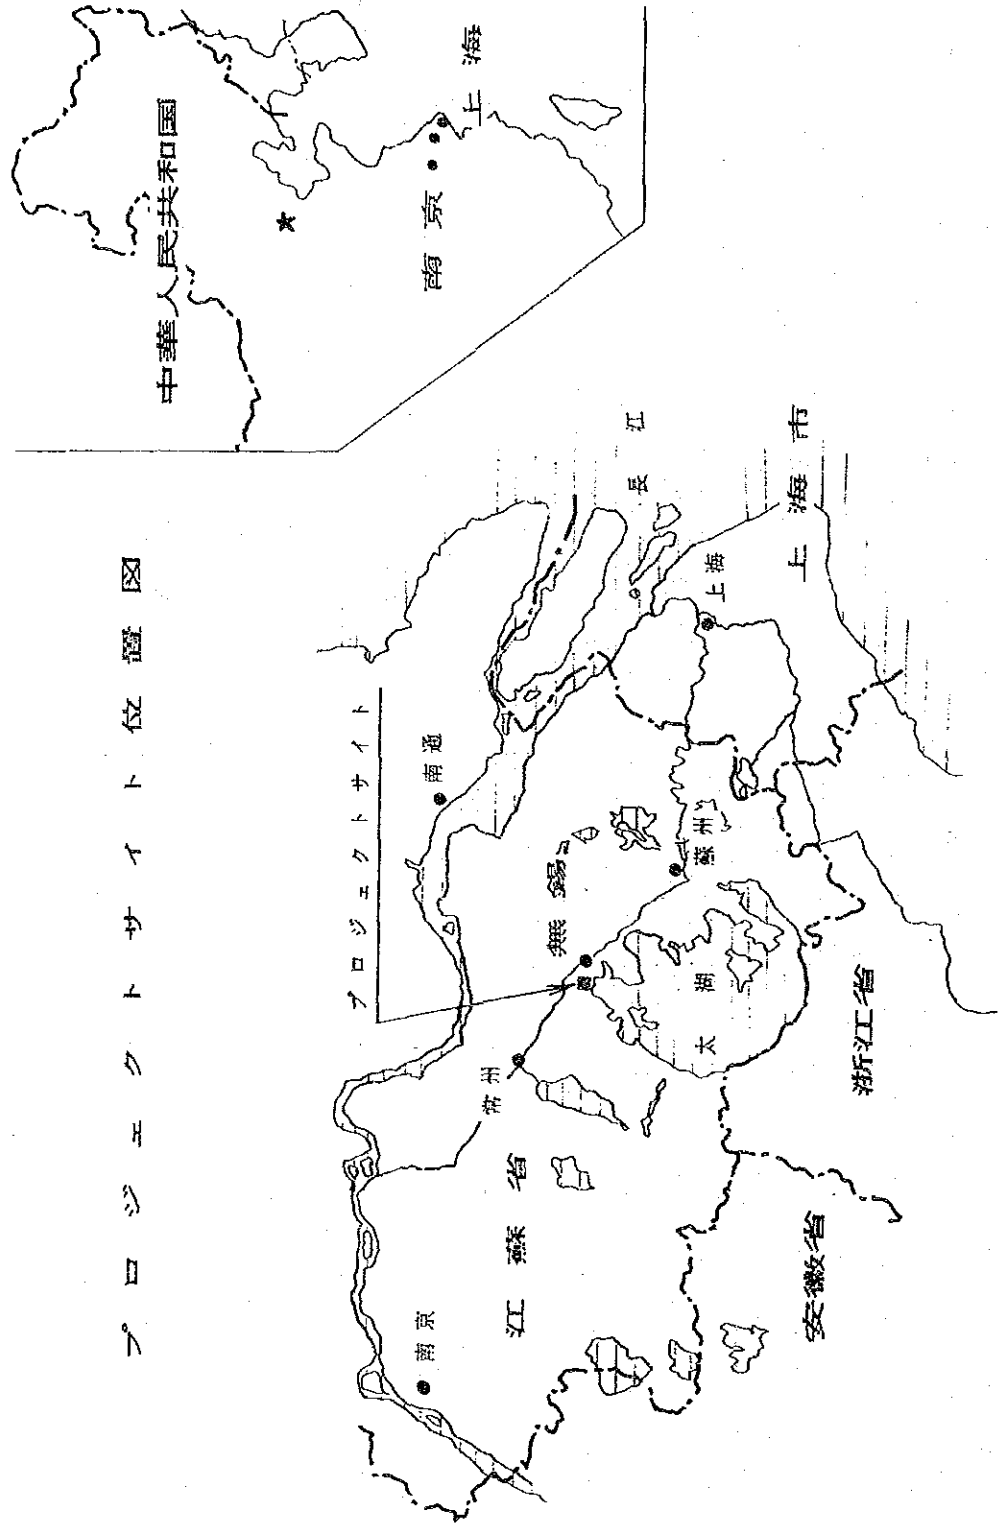 プロジェクトサイト位置図
中華人民共和国
南京
上海
プロジェクトサイト
南通
長江
南京
江蘇省
常州
無錫
蘇州
上海
上海市
太湖
安徽省
浙江省